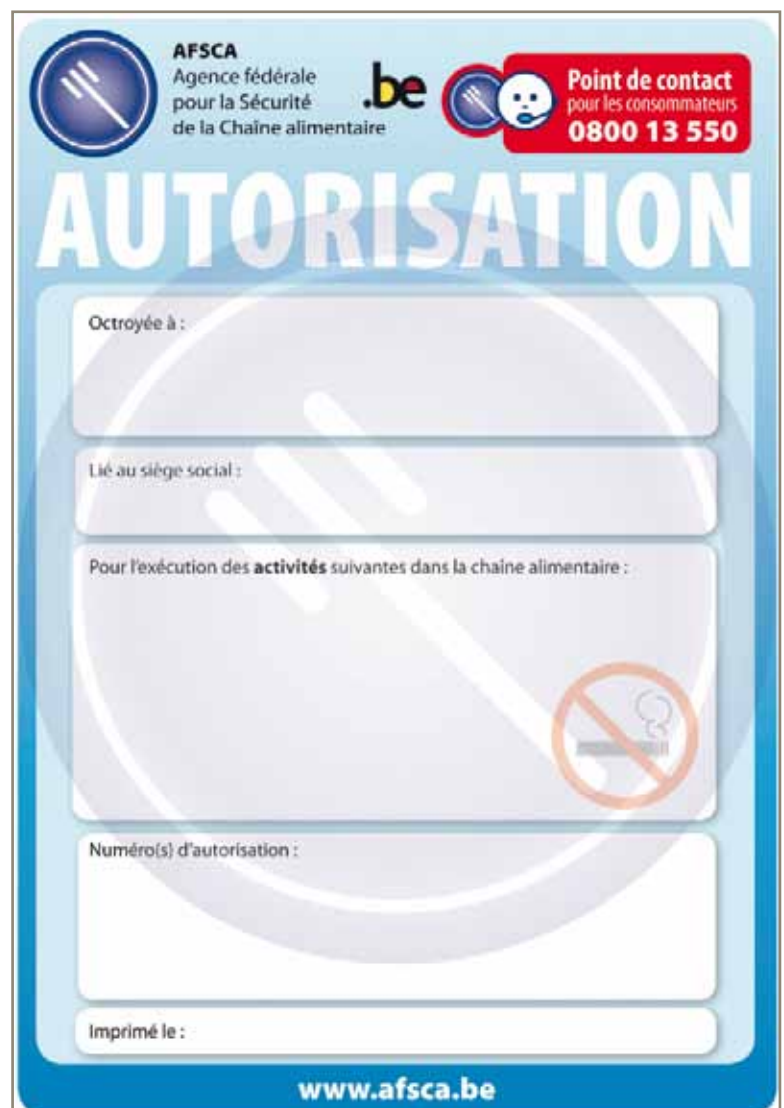 AFSCA
Agence fédérale
pour la Sécurité
de la Chaîne alimentaire
.be
Point de contact
pour les consommateurs
0800 13 550
AUTORISATION
Octroyée à :
Lié au siège social :
Pour l'exécution des activités suivantes dans la chaîne alimentaire :
Numéro(s) d'autorisation :
Imprimé le :
www.afsca.be